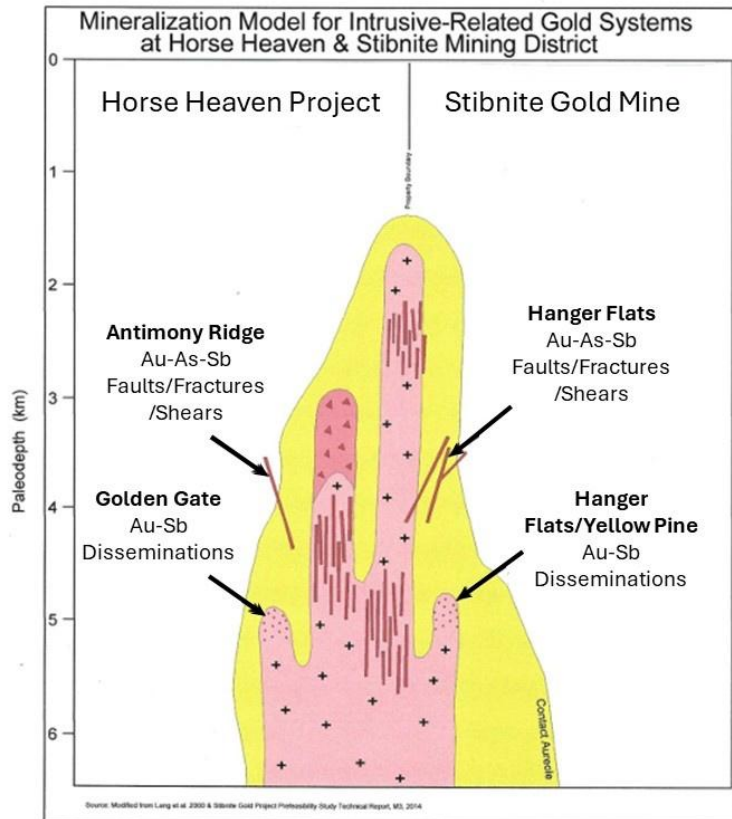 Mineralization Model for Intrusive-Related Gold Systems
at Horse Heaven & Stibnite Mining District
0
Horse Heaven Project
Stibnite Gold Mine
1
Property Boundary
2
Antimony Ridge
Au-As-Sb
Faults/Fractures
/Shears
Hanger Flats
Au-As-Sb
Faults/Fractures
/Shears
3
Paleodepth (km)
4
Golden Gate
Au-Sb
Disseminations
Hanger
Flats/Yellow Pine
Au-Sb
Disseminations
5
6
Contact Aureole
Source: Modified from Lang et al. 2000 & Stibnite Gold Project Prefeasibility Study Technical Report, M3, 2014